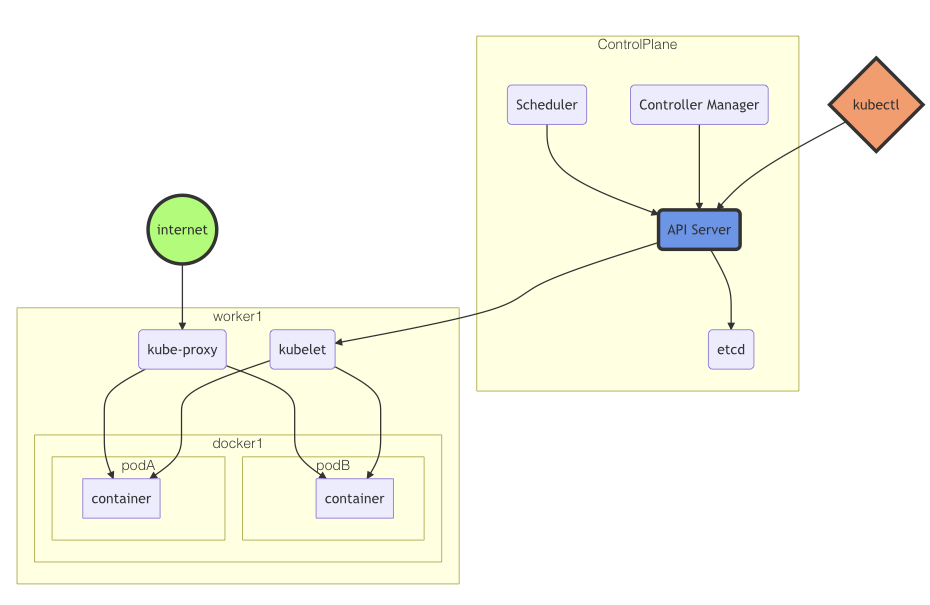 ControlPlane
Scheduler
Controller Manager
kubectl
internet
API Server
worker1
kube-proxy
kubelet
etcd
docker1
podA
podB
container
container